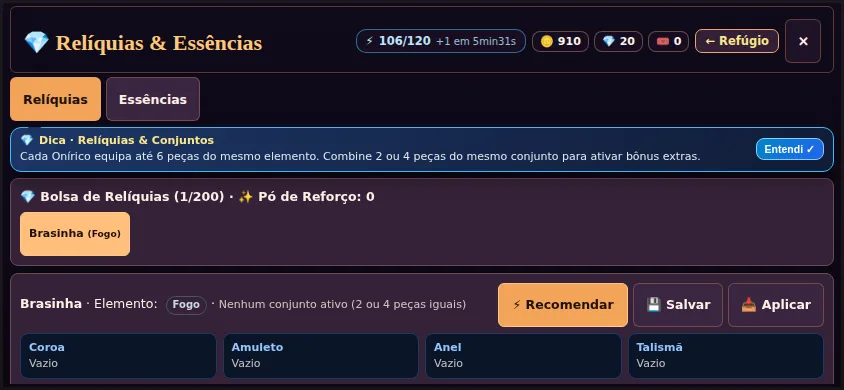 💎 Relíquias & Essências
⚡ 106/120 +1 em 5min31s
🪙 910
💎 20
🎟️ 0
← Refúgio
✕
Relíquias
Essências
💎 Dica · Relíquias & Conjuntos
Cada Onírico equipa até 6 peças do mesmo elemento. Combine 2 ou 4 peças do mesmo conjunto para ativar bônus extras.
Entendi ✓
💎 Bolsa de Relíquias (1/200) · ✨ Pó de Reforço: 0
Brasinha (Fogo)
Brasinha · Elemento: Fogo · Nenhum conjunto ativo (2 ou 4 peças iguais)
⚡ Recomendar
💾 Salvar
📥 Aplicar
Coroa
Vazio
Amuleto
Vazio
Anel
Vazio
Talismã
Vazio